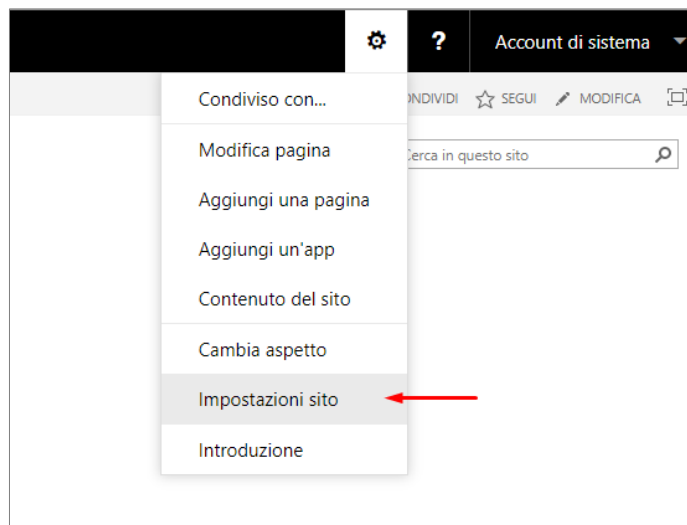 ? Account di sistema
Condiviso con...
SEGUI MODIFICA
Modifica pagina
Cerca in questo sito
Aggiungi una pagina
Aggiungi un'app
Contenuto del sito
Cambia aspetto
Impostazioni sito
Introduzione